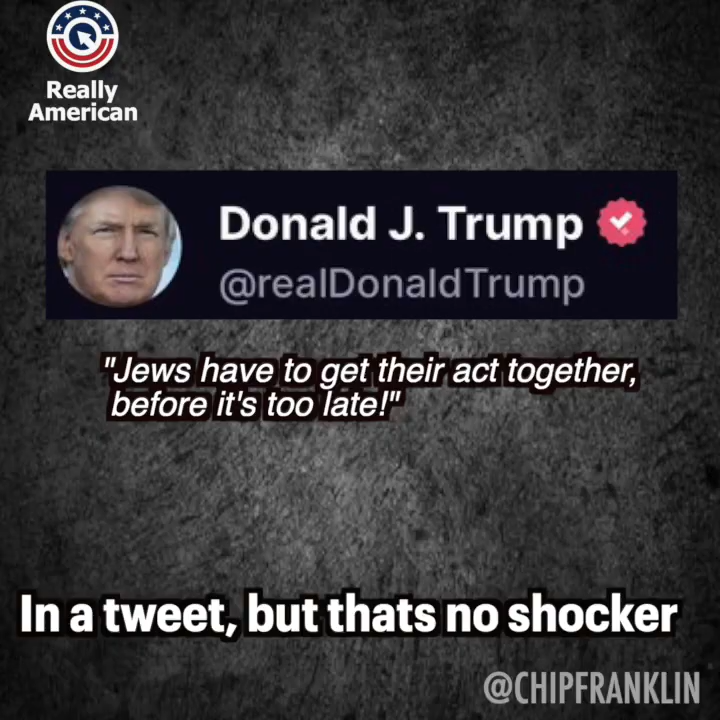 Really
American
Donald J. Trump
@realDonaldTrump
"Jews have to get their act together,
before it's too late!"
In a tweet, but thats no shocker
@CHIPFRANKLIN